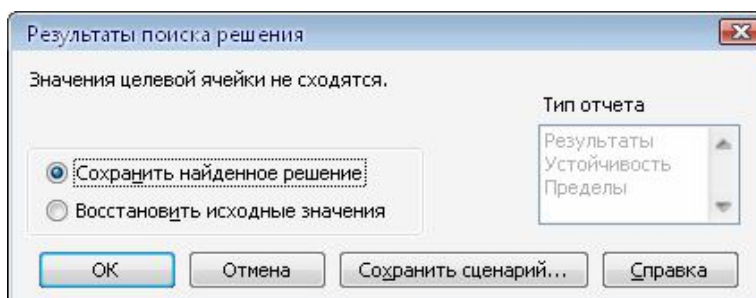 Результаты поиска решения
Значения целевой ячейки не сходятся.
Тип отчета
Результаты
Устойчивость
Пределы
Сохранить найденное решение
Восстановить исходные значения
ОК
Отмена
Сохранить сценарий...
Справка